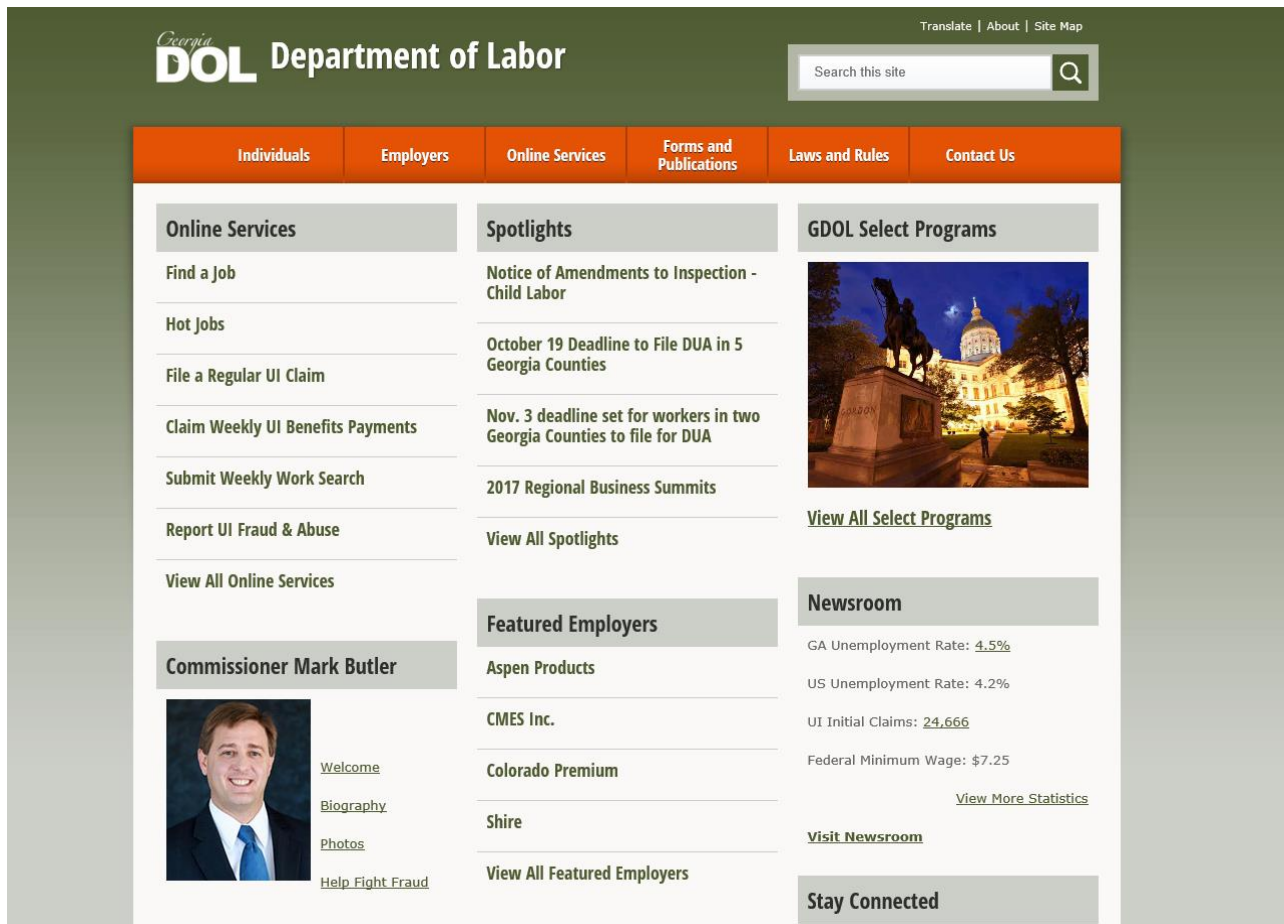 Translate | About | Site Map
Georgia
DOL Department of Labor
Search this site
Individuals
Employers
Online Services
Forms and
Publications
Laws and Rules
Contact Us
Online Services
Find a Job
Hot Jobs
File a Regular UI Claim
Claim Weekly UI Benefits Payments
Submit Weekly Work Search
Report UI Fraud & Abuse
View All Online Services
Commissioner Mark Butler
Welcome
Biography
Photos
Help Fight Fraud
Spotlights
Notice of Amendments to Inspection -
Child Labor
October 19 Deadline to File DUA in 5
Georgia Counties
Nov. 3 deadline set for workers in two
Georgia Counties to file for DUA
2017 Regional Business Summits
View All Spotlights
Featured Employers
Aspen Products
CMES Inc.
Colorado Premium
Shire
View All Featured Employers
GDOL Select Programs
GORDON
View All Select Programs
Newsroom
GA Unemployment Rate: 4.5%
US Unemployment Rate: 4.2%
UI Initial Claims: 24,666
Federal Minimum Wage: $7.25
View More Statistics
Visit Newsroom
Stay Connected